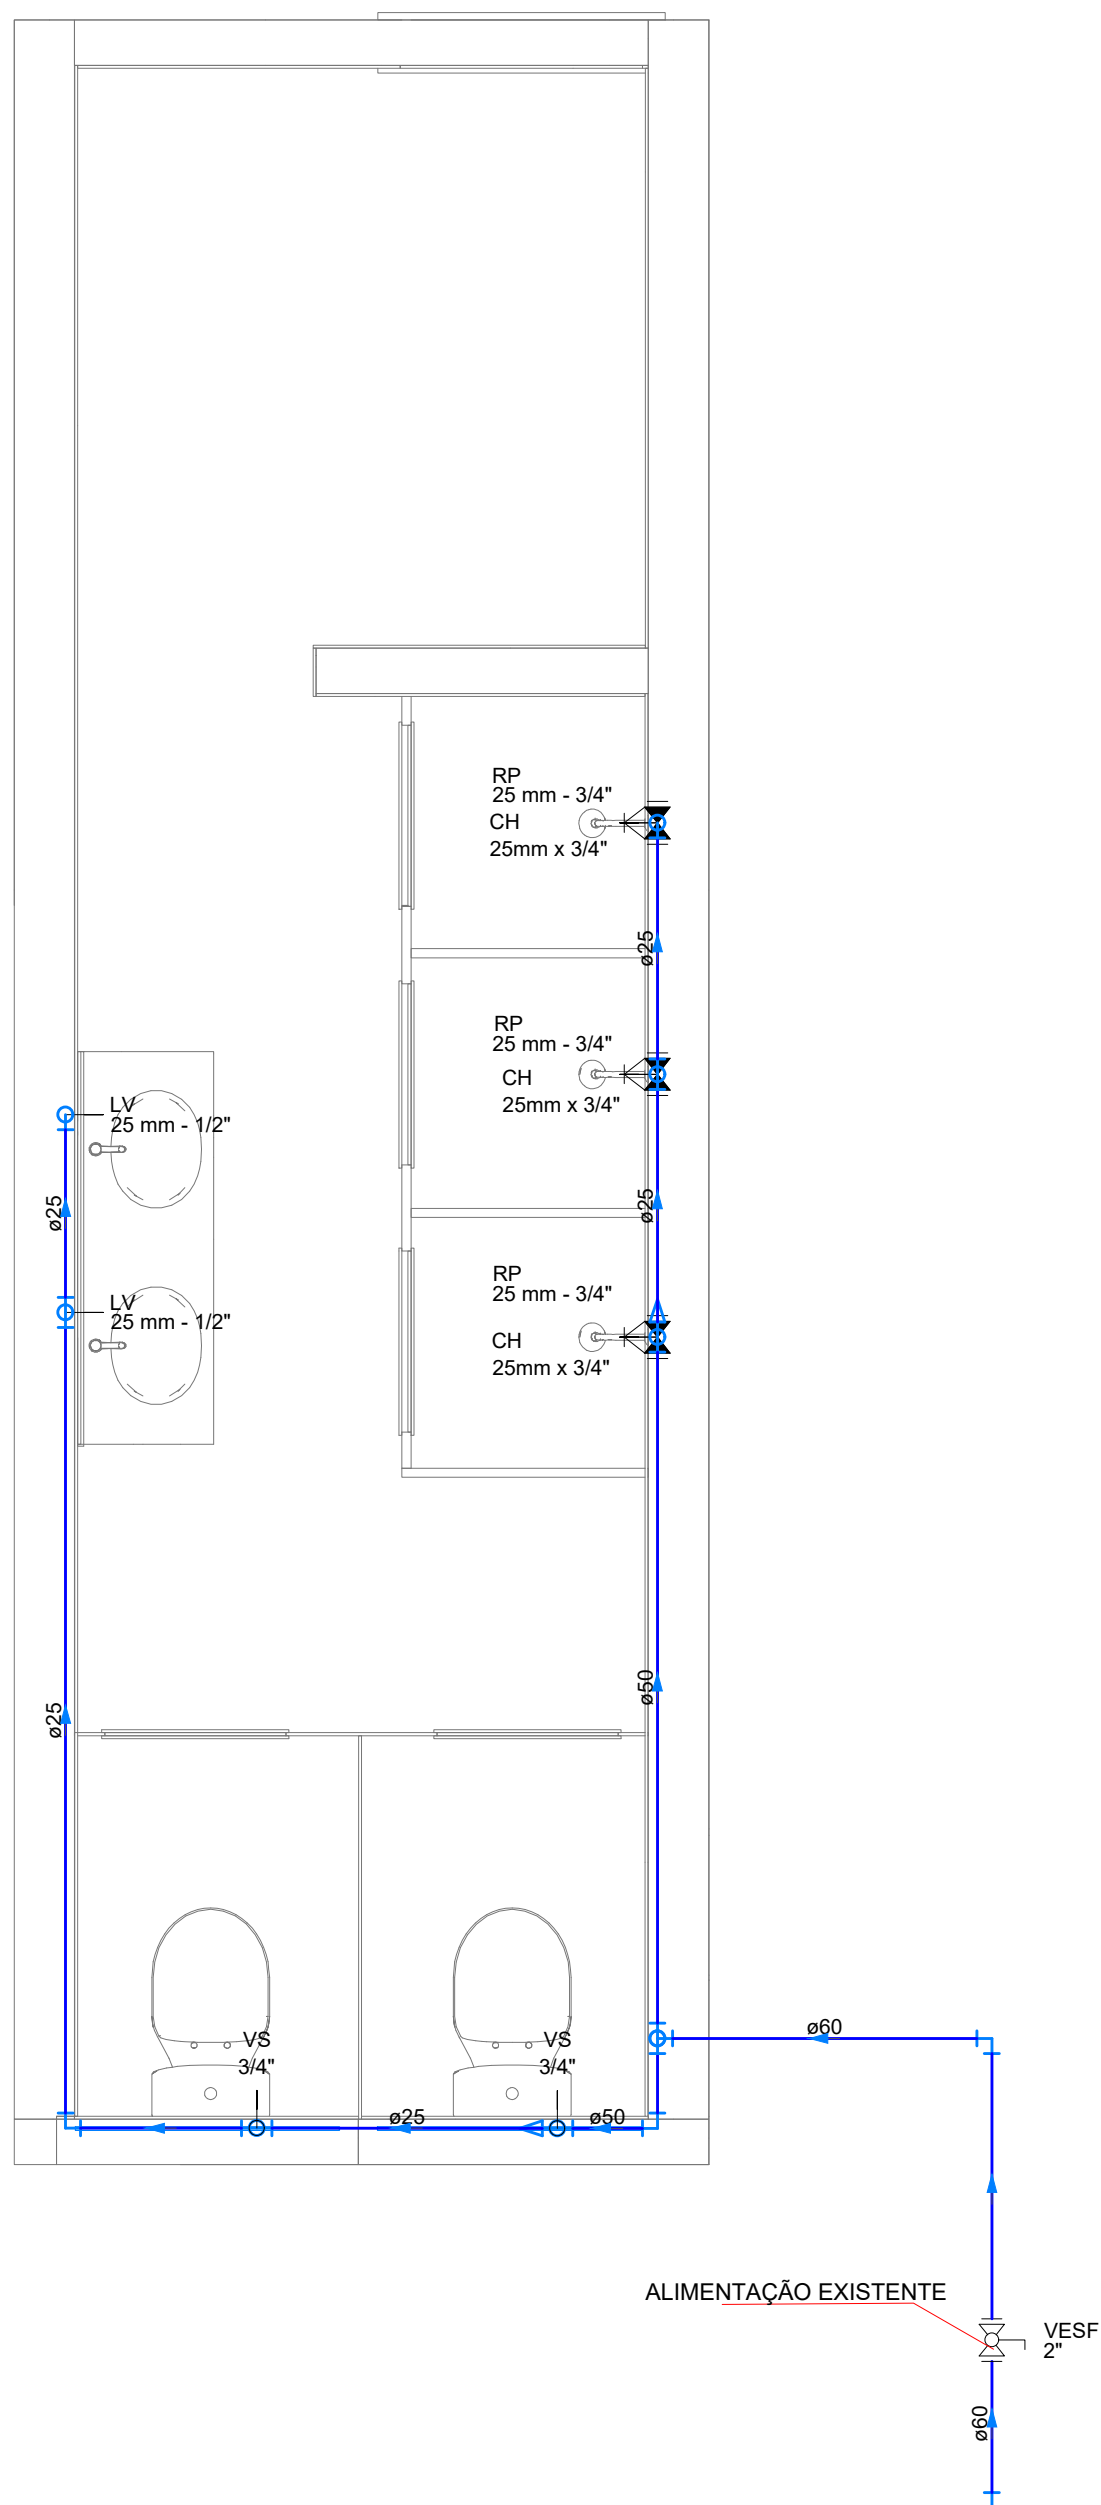 RP
25 mm - 3/4"
CH
25mm x 3/4"
ø25
RP
25 mm - 3/4"
CH
25mm x 3/4"
LV
25 mm - 1/2"
ø25
ø25
RP
25 mm - 3/4"
LV
25 mm - 1/2"
CH
25mm x 3/4"
ø50
ø25
VS
3/4"
VS
3/4"
ø60
ø25
ø50
ALIMENTAÇÃO EXISTENTE
VESF
2"
ø60